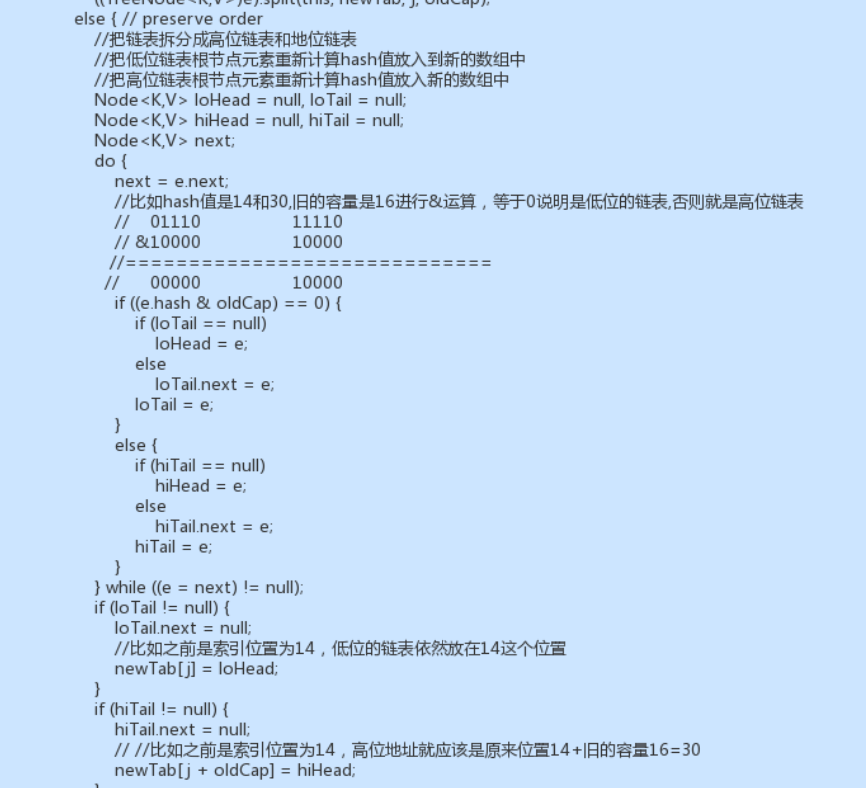 ((TreeNode<K,V>)e).split(this, newTab, j, oldCap);
else { // preserve order
//把链表拆分成高位链表和地位链表
//把低位链表根节点元素重新计算hash值放入到新的数组中
//把高位链表根节点元素重新计算hash值放入新的数组中
Node<K,V> loHead = null, loTail = null;
Node<K,V> hiHead = null, hiTail = null;
Node<K,V> next;
do {
next = e.next;
//比如hash值是14和30,旧的容量是16进行&运算，等于0说明是低位的链表,否则就是高位链表
// 01110 11110
// &10000 10000
//=============================
// 00000 10000
if ((e.hash & oldCap) == 0) {
if (loTail == null)
loHead = e;
else
loTail.next = e;
loTail = e;
}
else {
if (hiTail == null)
hiHead = e;
else
hiTail.next = e;
hiTail = e;
}
} while ((e = next) != null);
if (loTail != null) {
loTail.next = null;
//比如之前是索引位置为14，低位的链表依然放在14这个位置
newTab[j] = loHead;
}
if (hiTail != null) {
hiTail.next = null;
// //比如之前是索引位置为14，高位地址就应该是原来位置14+旧的容量16=30
newTab[j + oldCap] = hiHead;
}